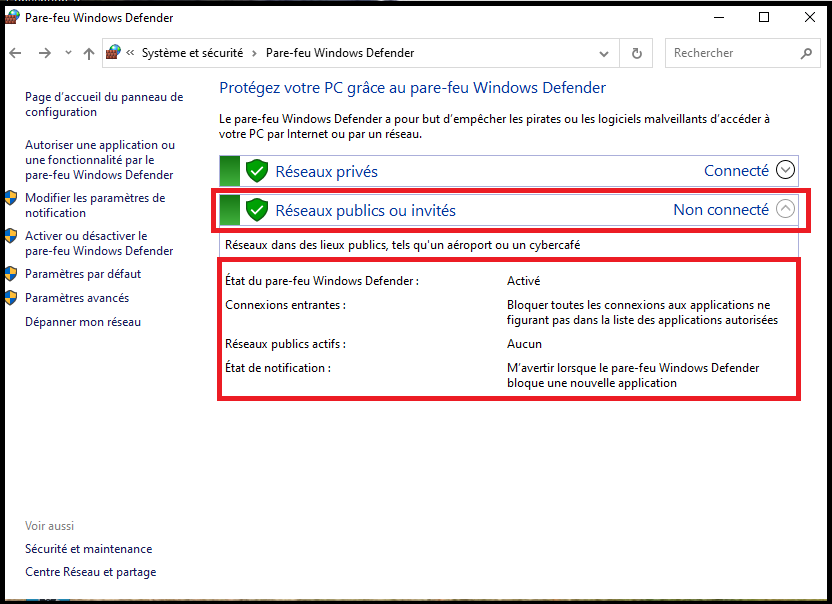 Pare-feu Windows Defender
« Système et sécurité › Pare-feu Windows Defender
Rechercher
Page d'accueil du panneau de
configuration
Autoriser une application ou
une fonctionnalité par le
pare-feu Windows Defender
Modifier les paramètres de
notification
Activer ou désactiver le
pare-feu Windows Defender
Paramètres par défaut
Paramètres avancés
Dépanner mon réseau
Protégez votre PC grâce au pare-feu Windows Defender
Le pare-feu Windows Defender a pour but d'empêcher les pirates ou les logiciels malveillants d'accéder à
votre PC par Internet ou par un réseau.
Réseaux privés Connecté
Réseaux publics ou invités Non connecté
Réseaux dans des lieux publics, tels qu'un aéroport ou un cybercafé
État du pare-feu Windows Defender : Activé
Connexions entrantes : Bloquer toutes les connexions aux applications ne
figurant pas dans la liste des applications autorisées
Réseaux publics actifs : Aucun
État de notification : M'avertir lorsque le pare-feu Windows Defender
bloque une nouvelle application
Voir aussi
Sécurité et maintenance
Centre Réseau et partage